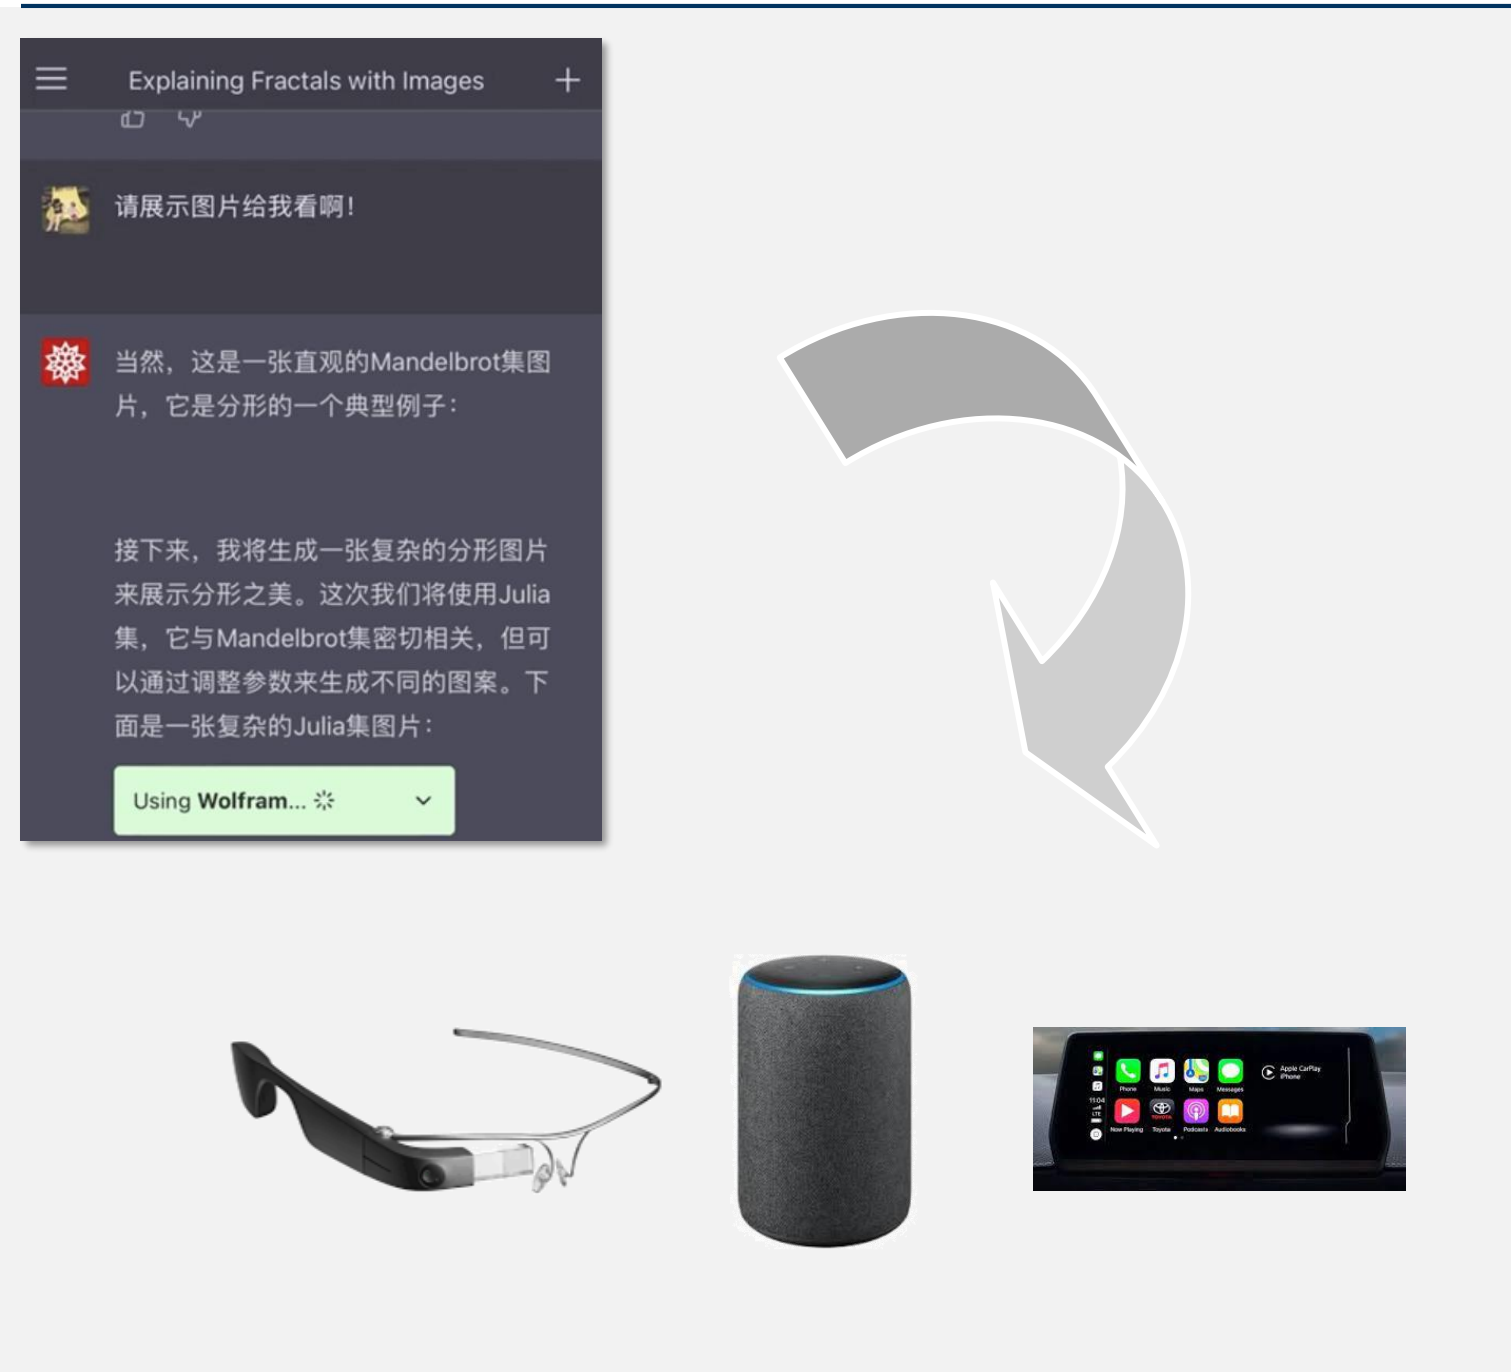 Explaining Fractals with Images
请展示图片给我看啊！
当然，这是一张直观的Mandelbrot集图
片，它是分形的一个典型例子：
接下来，我将生成一张复杂的分形图片
来展示分形之美。这次我们将使用Julia
集，它与Mandelbrot集密切相关，但可
以通过调整参数来生成不同的图案。下
面是一张复杂的Julia集图片：
Using Wolfram...
Apple CarPlay
iPhone
Phone Music Maps Messages
11:04
LTE
TOYOTA
Now Playing Toyota Podcasts Audiobooks